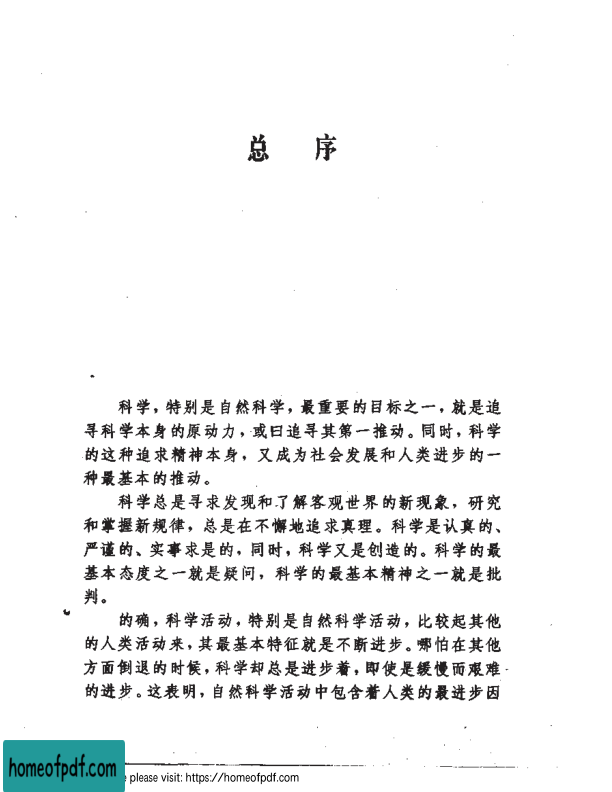 总 序
科学，特别是自然科学，最重要的目标之一，就是追
寻科学本身的原动力，或曰追寻其第一推动。同时，科学
的这种追求精神本身，又成为社会发展和人类进步的一
种最基本的推动。
科学总是寻求发现和了解客观世界的新现象，研究
和掌握新规律，总是在不懈地追求真理。科学是认真的、
严谨的、实事求是的，同时，科学又是创造的。科学的最
基本态度之一就是疑问，科学的最基本精神之一就是批
判。
的确，科学活动，特别是自然科学活动，比较起其他
的人类活动来，其最基本特征就是不断进步。哪怕在其他
方面倒退的时候，科学却总是进步着，即使是缓慢而艰难
的进步。这表明，自然科学活动中包含着人类的最进步因
homeofpdf.com
please visit: https://homeofpdf.com